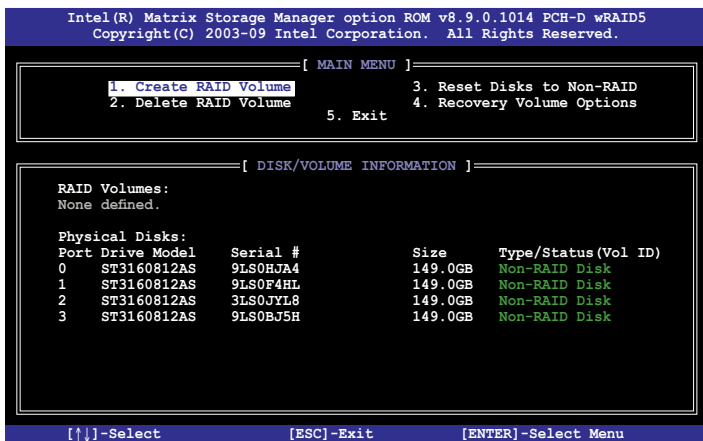 Intel(R) Matrix Storage Manager option ROM v8.9.0.1014 PCH-D wRAID5
Copyright(C) 2003-09 Intel Corporation. All Rights Reserved.
[ MAIN MENU ]
1. Create RAID Volume 3. Reset Disks to Non-RAID
2. Delete RAID Volume 4. Recovery Volume Options
5. Exit
[ DISK/VOLUME INFORMATION ]
RAID Volumes:
None defined.
Physical Disks:
Port Drive Model Serial # Size Type/Status(Vol ID)
0 ST3160812AS 9LS0HJA4 149.0GB Non-RAID Disk
1 ST3160812AS 9LS0F4HL 149.0GB Non-RAID Disk
2 ST3160812AS 3LS0JYL8 149.0GB Non-RAID Disk
3 ST3160812AS 9LS0BJ5H 149.0GB Non-RAID Disk
[↑↓]-Select [ESC]-Exit [ENTER]-Select Menu